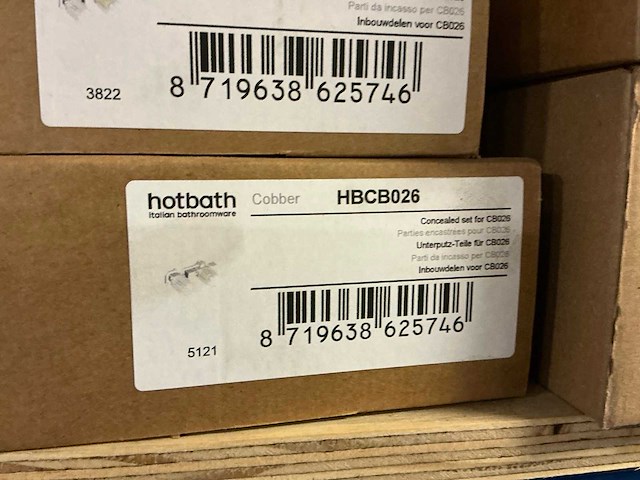 Parti da incasso per CB026
Inbouwdelen voor CB026
3822
8 719638 625746
hotbath
italian bathroomware
Cobber
HBCB026
Concealed set for CB026
Parties encastrées pour CB026
Unterputz-Teile für CB026
Parti da incasso per CB026
Inbouwdelen voor CB026
5121
8 719638 625746